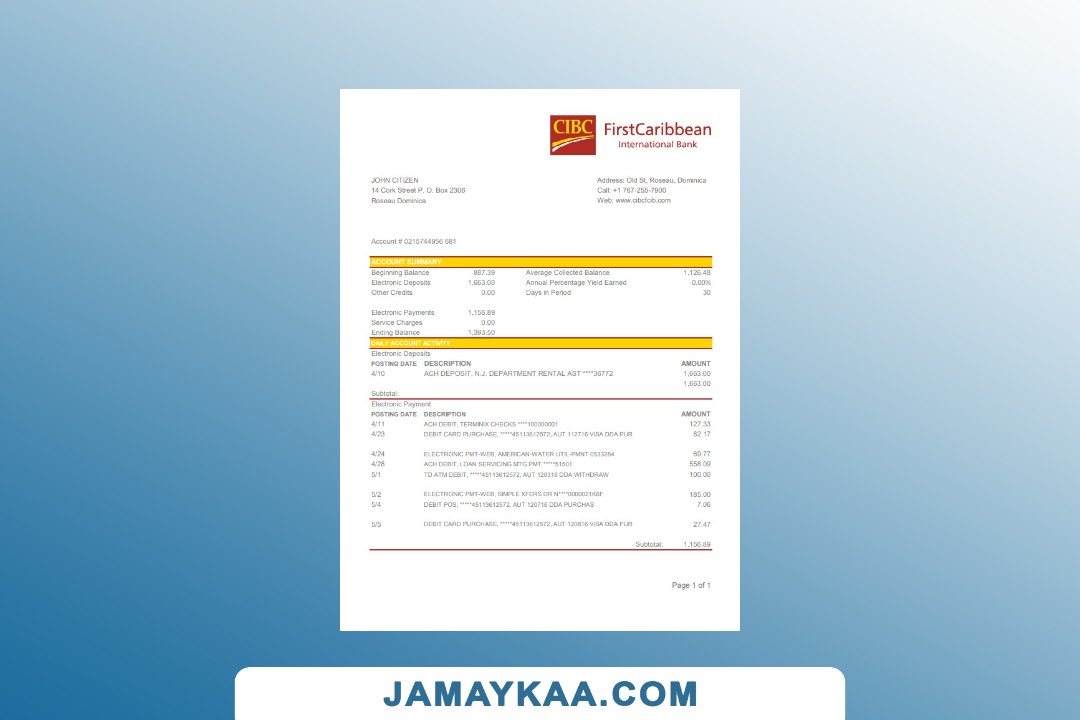 CIBC FirstCaribbean
International Bank
JOHN CITIZEN
14 Cork Street P. O. Box 2306
Roseau Dominica
Address: Old St, Roseau, Dominica
Call: +1 767-255-7900
Web: www.cibcfcib.com
Account # 0215744956 681
ACCOUNT SUMMARY
Beginning Balance 887.39 Average Collected Balance 1,126.48
Electronic Deposits 1,663.00 Annual Percentage Yield Earned 0.00%
Other Credits 0.00 Days in Period 30
Electronic Payments 1,156.89
Service Charges 0.00
Ending Balance 1,393.50
DAILY ACCOUNT ACTIVITY
Electronic Deposits
POSTING DATE DESCRIPTION AMOUNT
4/10 ACH DEPOSIT, N.J. DEPARTMENT RENTAL AST ****36772 1,663.00
1,663.00
Subtotal:
Electronic Payment
POSTING DATE DESCRIPTION AMOUNT
4/11 ACH DEBIT, TERMINIX CHECKS ****100000001 127.33
4/23 DEBIT CARD PURCHASE, *****45113612572, AUT 112716 VISA DDA PUR 82.17
4/24 ELECTRONIC PMT-WEB, AMERICAN-WATER UTIL-PMNT 6533284 69.77
4/28 ACH DEBIT, LOAN SERVICING MTG PMT *****51501 558.09
5/1 TD ATM DEBIT, *****45113612572, AUT 120316 DDA WITHDRAW 100.00
5/2 ELECTRONIC PMT-WEB, SIMPLE XFERS DR 185.00
5/4 DEBIT POS, *****45113612572, AUT 120716 DDA PURCHAS 7.06
5/5 DEBIT CARD PURCHASE, *****45113612572, AUT 120816 VISA DDA PUR 27.47
Subtotal: 1,156.89
Page 1 of 1
JAMAYKAA.COM